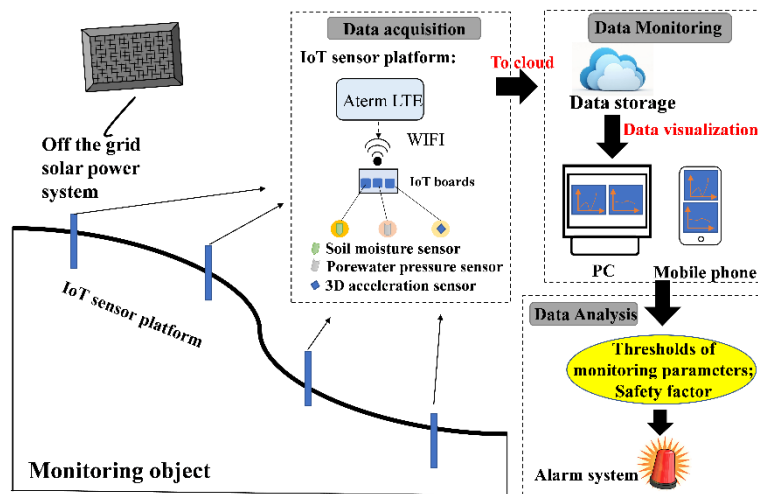 Off the grid
solar power
system
IoT sensor platform
Monitoring object
Data acquisition
IoT sensor platform:
Aterm LTE
WIFI
IoT boards
Soil moisture sensor
Porewater pressure sensor
3D acceleration sensor
To cloud
Data Monitoring
Data storage
Data visualization
PC
Mobile phone
Data Analysis
Thresholds of
monitoring parameters;
Safety factor
Alarm system